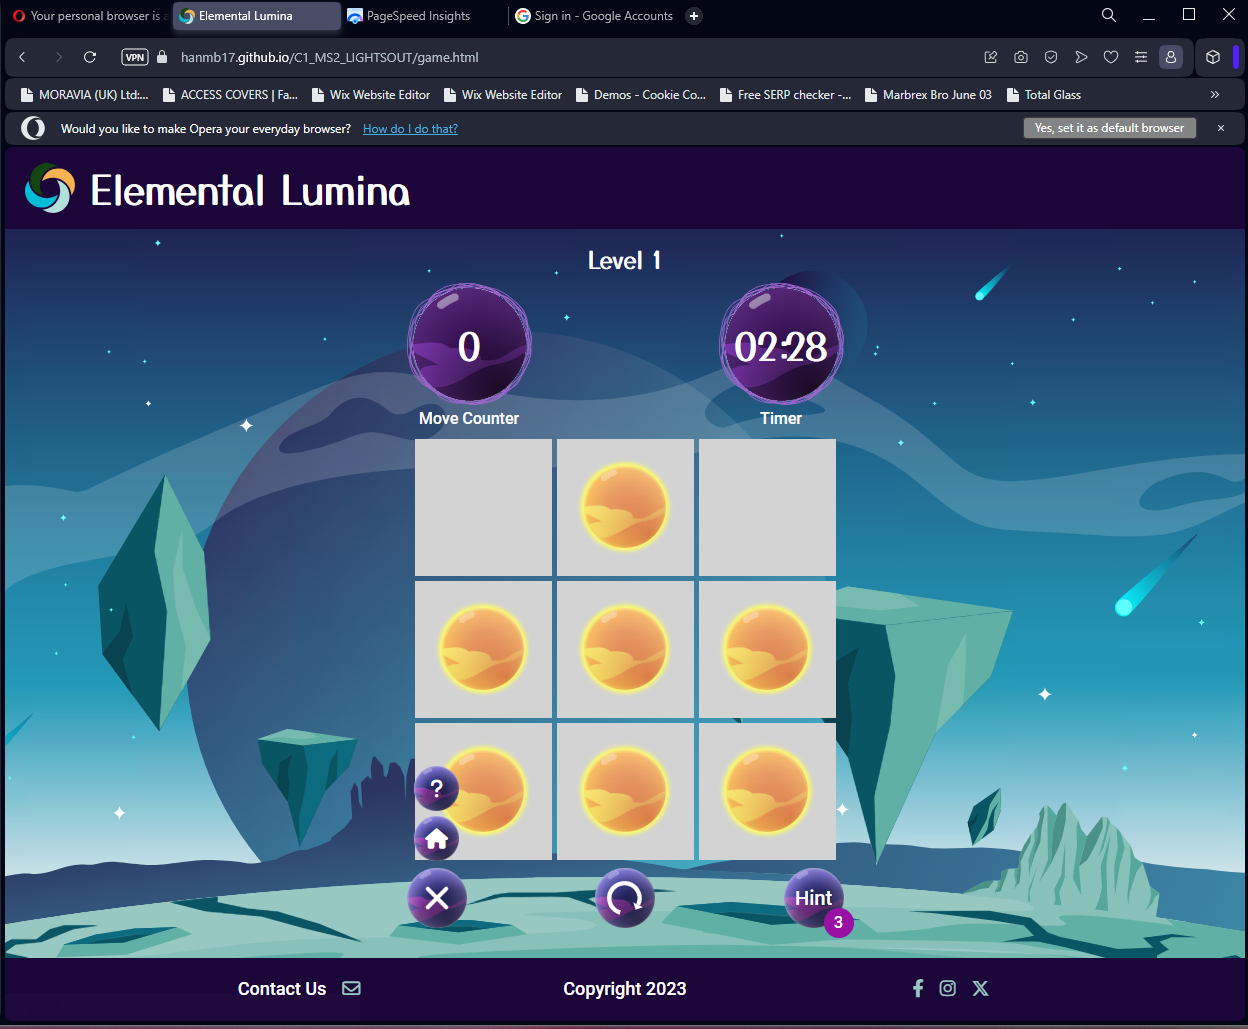 Your personal browser is a
Elemental Lumina
PageSpeed Insights
Sign in - Google Accounts
VPN
hanmb17.github.io/C1_MS2_LIGHTSOUT/game.html
MORAVIA (UK) Ltd:...
ACCESS COVERS | Fa...
Wix Website Editor
Wix Website Editor
Demos - Cookie Co...
Free SERP checker -...
Marbrex Bro June 03
Total Glass
Would you like to make Opera your everyday browser? How do I do that?
Yes, set it as default browser
Elemental Lumina
Level 1
0
02:28
Move Counter
Timer
?
Hint
3
Contact Us
Copyright 2023